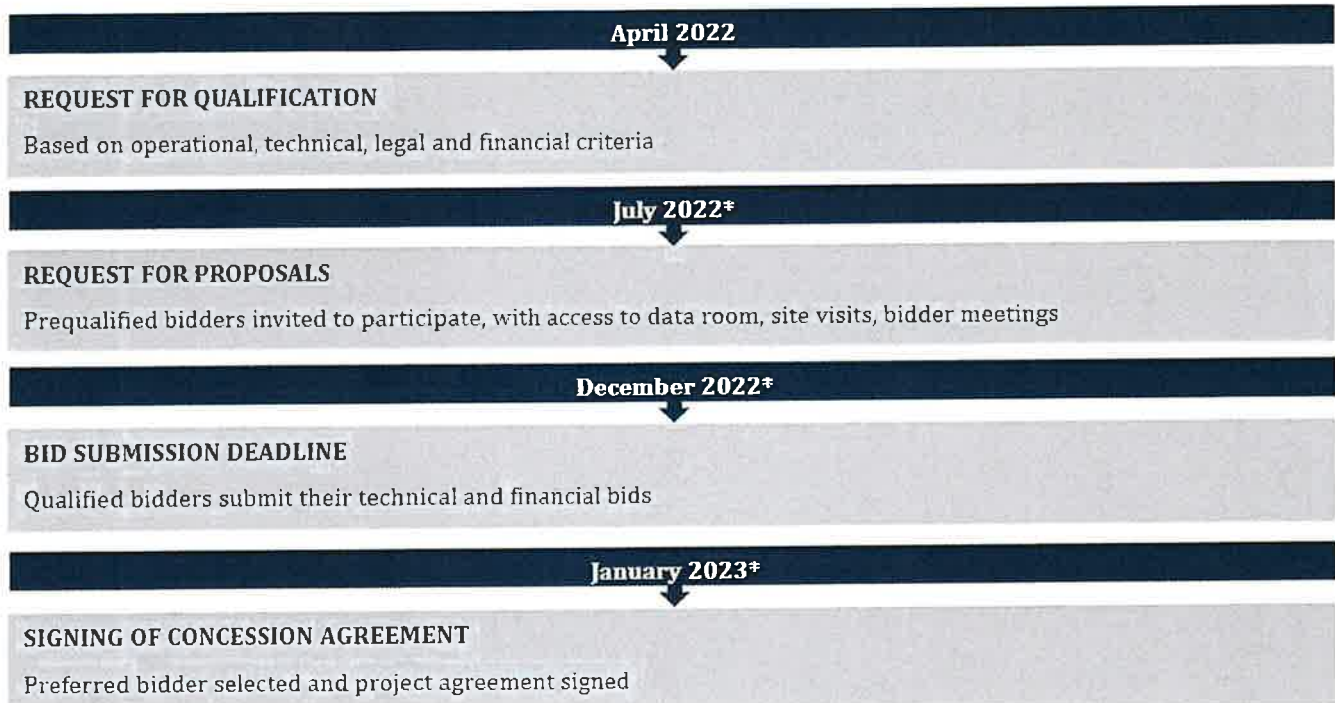 April 2022
REQUEST FOR QUALIFICATION
Based on operational, technical, legal and financial criteria
July 2022*
REQUEST FOR PROPOSALS
Prequalified bidders invited to participate, with access to data room, site visits, bidder meetings
December 2022*
BID SUBMISSION DEADLINE
Qualified bidders submit their technical and financial bids
January 2023*
SIGNING OF CONCESSION AGREEMENT
Preferred bidder selected and project agreement signed